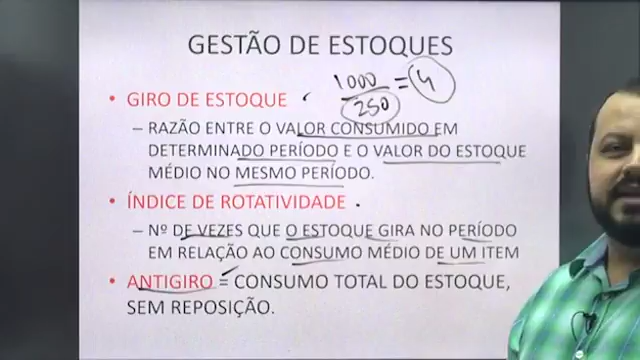 GESTÃO DE ESTOQUES
1000
250
= 4
• GIRO DE ESTOQUE
– RAZÃO ENTRE O VALOR CONSUMIDO EM
DETERMINADO PERÍODO E O VALOR DO ESTOQUE
MÉDIO NO MESMO PERÍODO.
• ÍNDICE DE ROTATIVIDADE
– Nº DE VEZES QUE O ESTOQUE GIRA NO PERÍODO
EM RELAÇÃO AO CONSUMO MÉDIO DE UM ITEM
• ANTIGIRO = CONSUMO TOTAL DO ESTOQUE,
SEM REPOSIÇÃO.